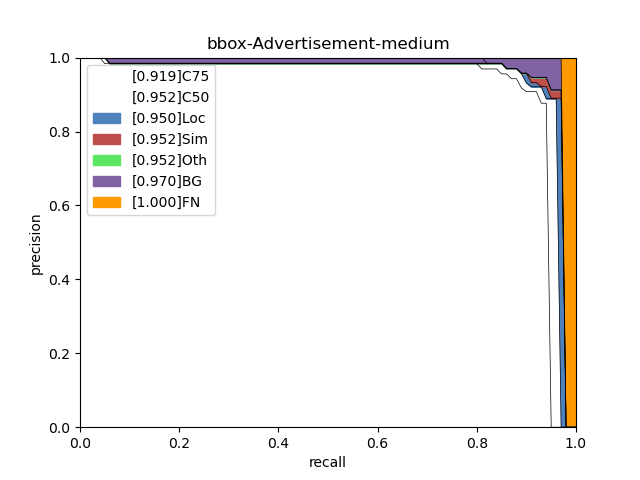 bbox-Advertisement-medium
1.0
0.8
0.6
0.4
0.2
0.0
precision
[0.919]C75
[0.952]C50
[0.950]Loc
[0.952]Sim
[0.952]Oth
[0.970]BG
[1.000]FN
0.0 0.2 0.4 0.6 0.8 1.0
recall